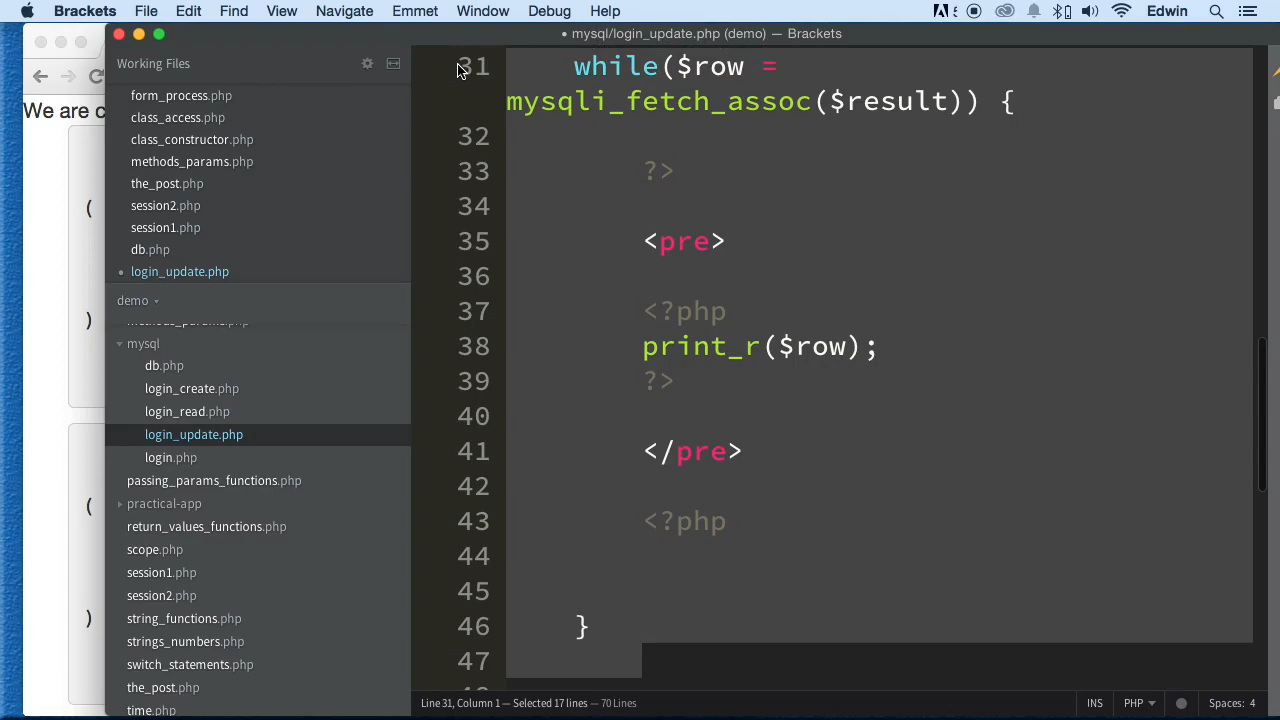 Brackets File Edit Find View Navigate Emmet Window Debug Help Edwin
• mysql/login_update.php (demo) — Brackets
We are c
(
)
(
)
Working Files
form_process.php
class_access.php
class_constructor.php
methods_params.php
the_post.php
session2.php
session1.php
db.php
• login_update.php
demo
methods_params.php
mysql
db.php
login_create.php
login_read.php
login_update.php
login.php
passing_params_functions.php
practical-app
return_values_functions.php
scope.php
session1.php
session2.php
string_functions.php
strings_numbers.php
switch_statements.php
the_post.php
time.php
31 while($row =
mysqli_fetch_assoc($result)) {
32
33 ?>
34
35 <pre>
36
37 <?php
38 print_r($row);
39 ?>
40
41 </pre>
42
43 <?php
44
45
46 }
47
Line 31, Column 1 — Selected 17 lines — 70 Lines INS PHP Spaces: 4